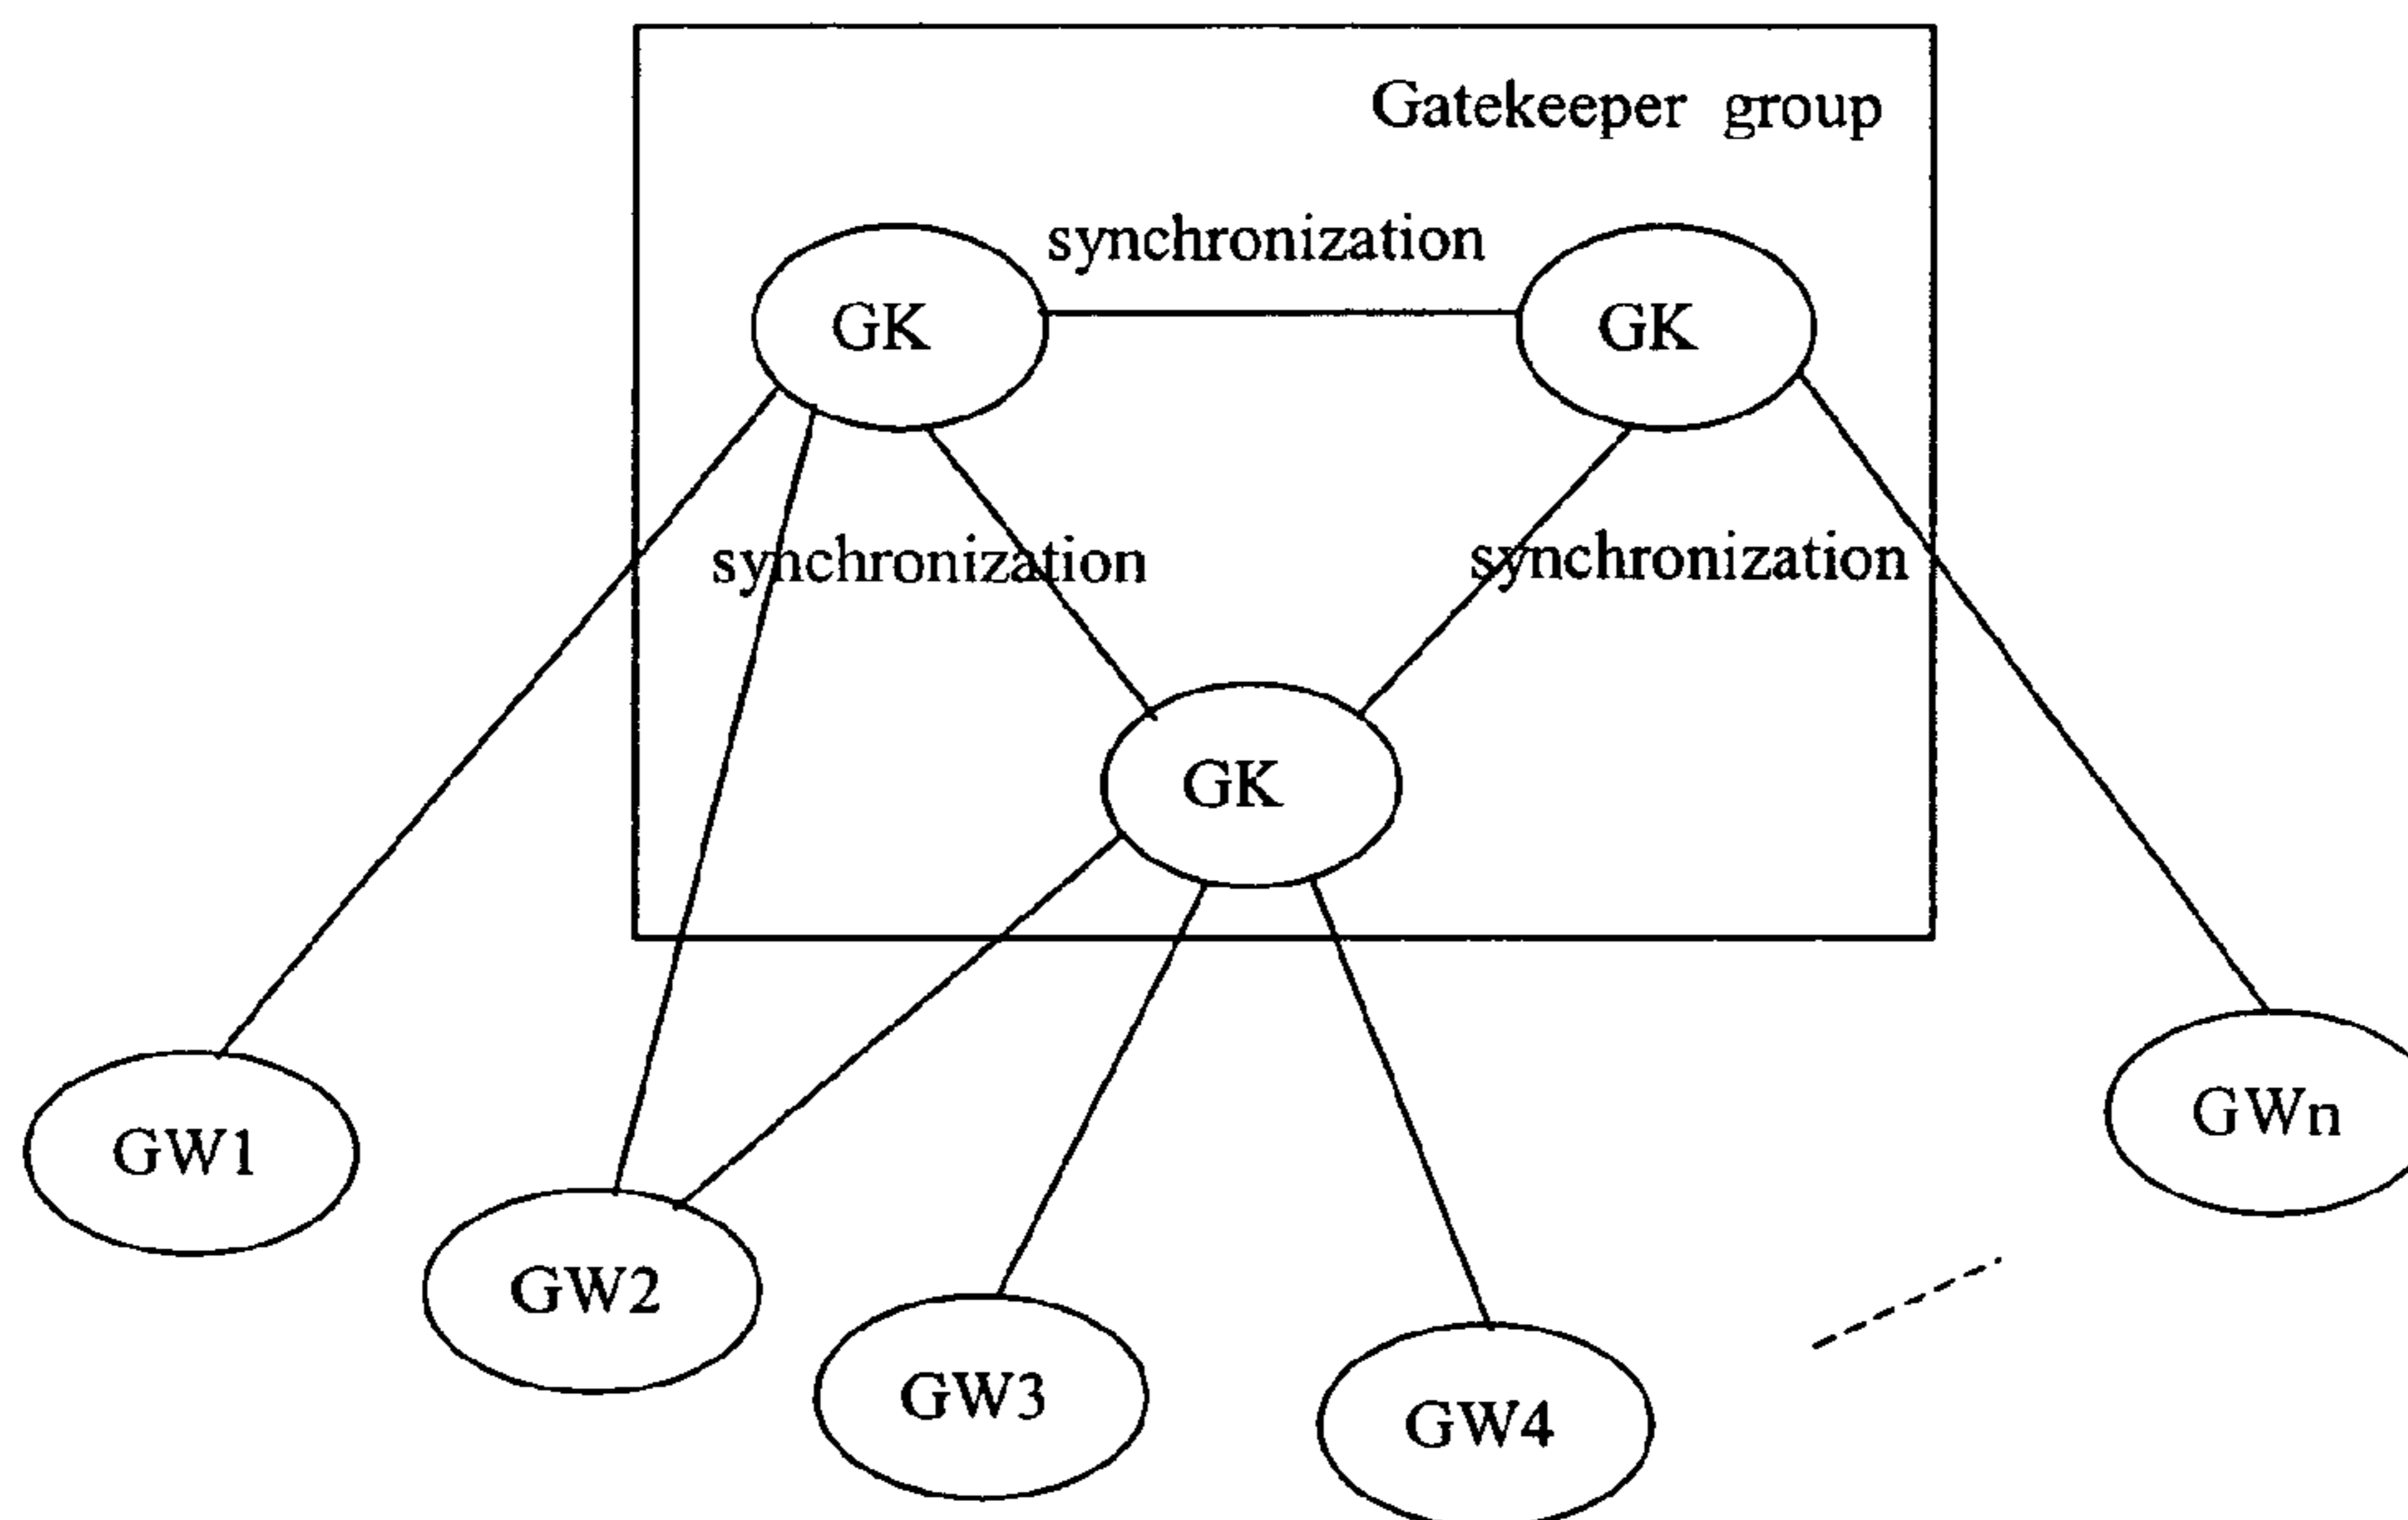 Gatekeeper group
synchronization
GK
GK
synchronization
synchronization
GK
GW1
GWn
GW2
GW3
GW4